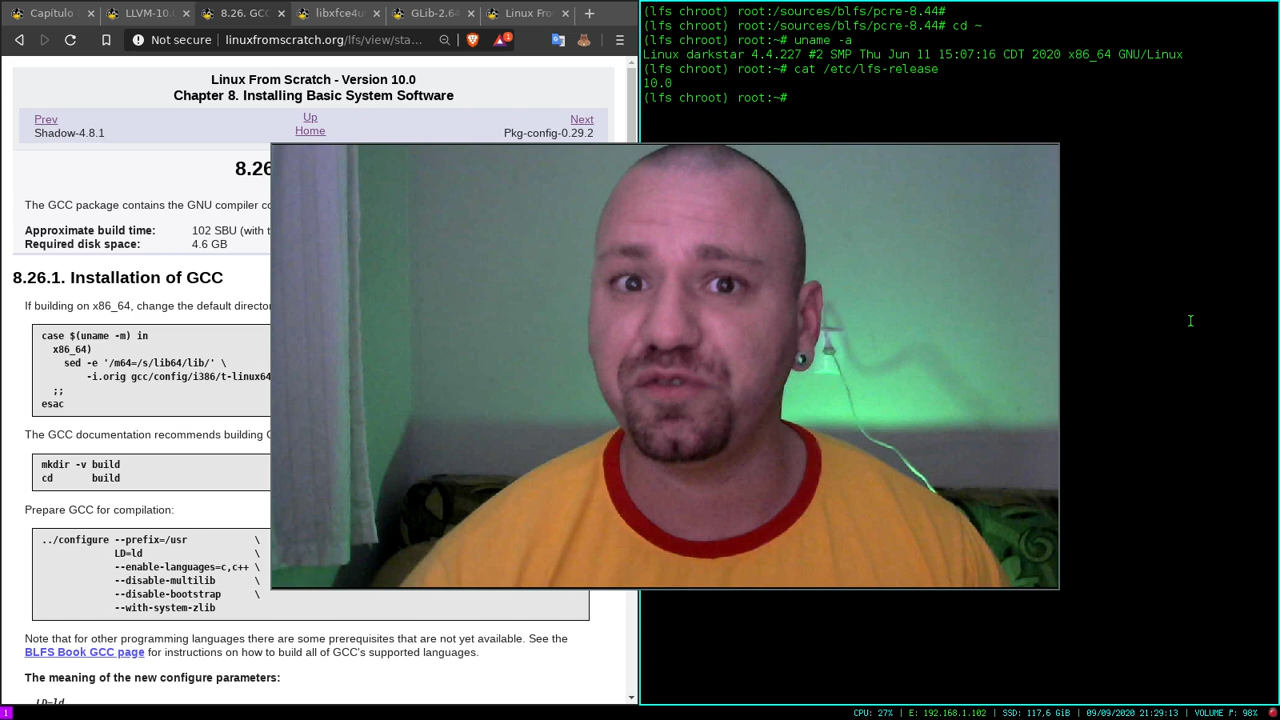 Capítulo
LLVM-10.0
8.26. GCC
libxfce4u
GLib-2.64
Linux Fro
Not secure
linuxfromscratch.org/lfs/view/sta...
1
Linux From Scratch - Version 10.0
Chapter 8. Installing Basic System Software
Prev
Up
Next
Shadow-4.8.1
Home
Pkg-config-0.29.2
8.26
The GCC package contains the GNU compiler co
Approximate build time: 102 SBU (with t
Required disk space: 4.6 GB
8.26.1. Installation of GCC
If building on x86_64, change the default director
case $(uname -m) in
x86_64)
sed -e '/m64=/s/lib64/lib/' \
-i.orig gcc/config/i386/t-linux64
;;
esac
The GCC documentation recommends building G
mkdir -v build
cd build
Prepare GCC for compilation:
../configure --prefix=/usr \
LD=ld \
--enable-languages=c,c++ \
--disable-multilib \
--disable-bootstrap \
--with-system-zlib
Note that for other programming languages there are some prerequisites that are not yet available. See the
BLFS Book GCC page for instructions on how to build all of GCC's supported languages.
The meaning of the new configure parameters:
LD=ld
(lfs chroot) root:/sources/blfs/pcre-8.44#
(lfs chroot) root:/sources/blfs/pcre-8.44# cd ~
(lfs chroot) root:~# uname -a
Linux darkstar 4.4.227 #2 SMP Thu Jun 11 15:07:16 CDT 2020 x86_64 GNU/Linux
(lfs chroot) root:~# cat /etc/lfs-release
10.0
(lfs chroot) root:~#
1
CPU: 27% | E: 192.168.1.102 | SSD: 117,6 GiB | 09/09/2020 21:29:13 | VOLUME
: 98%